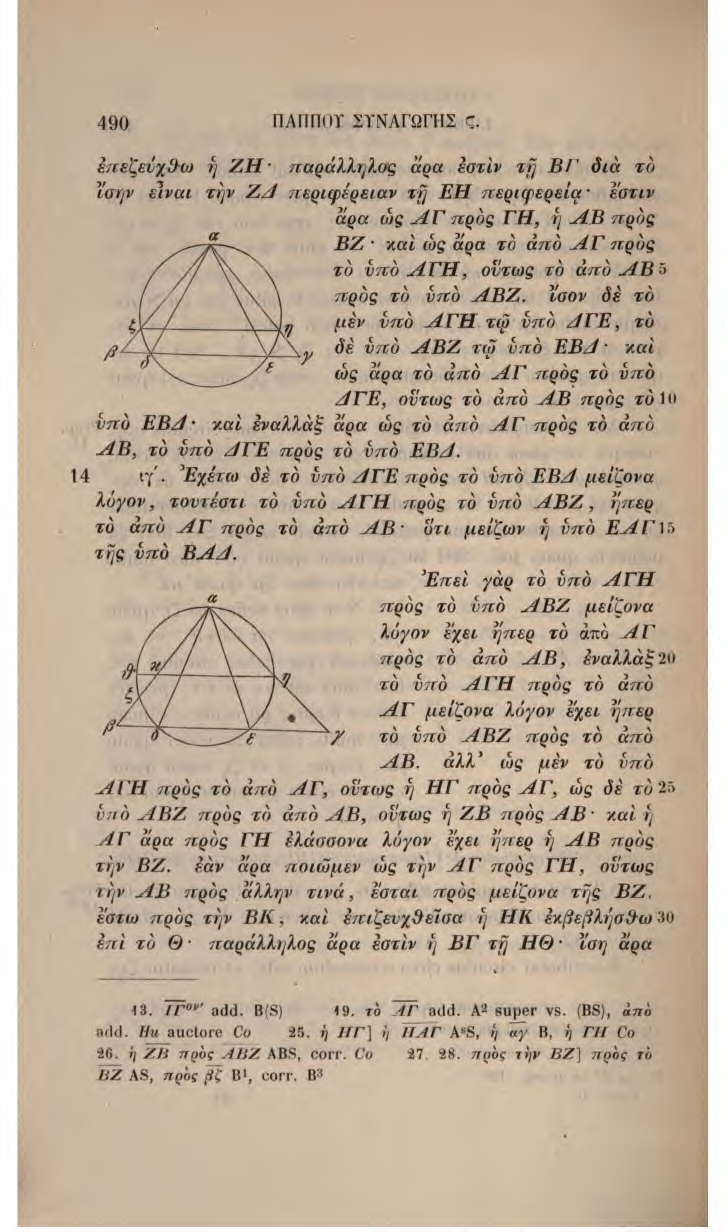 490 ΠΑΠΠΟΥ ΣΥΝΑΓΩΓΗΣ ϛ.
ἐπεζεύχθω ἡ ΖΗ· παράλληλος ἄρα ἐστὶν τῇ ΒΓ διὰ τὸ
ἴσην εἶναι τὴν ΖΔ περιφέρειαν τῇ ΕΗ περιφερείᾳ· ἔστιν
ἄρα ὡς ΑΓ πρὸς ΓΗ, ἡ ΑΒ πρὸς
ΒΖ· καὶ ὡς ἄρα τὸ ἀπὸ ΑΓ πρὸς
τὸ ὑπὸ ΑΓΗ, οὕτως τὸ ἀπὸ ΑΒ 5
πρὸς τὸ ὑπὸ ΑΒΖ. ἴσον δὲ τὸ
μὲν ὑπὸ ΑΓΗ τῷ ὑπὸ ΔΓΕ, τὸ
δὲ ὑπὸ ΑΒΖ τῷ ὑπὸ ΕΒΔ· καὶ
ὡς ἄρα τὸ ἀπὸ ΑΓ πρὸς τὸ ὑπὸ
ΔΓΕ, οὕτως τὸ ἀπὸ ΑΒ πρὸς τὸ 10
α
ξ η
β δ ε γ
ὑπὸ ΕΒΔ· καὶ ἐναλλὰξ ἄρα ὡς τὸ ἀπὸ ΑΓ πρὸς τὸ ἀπὸ
ΑΒ, τὸ ὑπὸ ΔΓΕ πρὸς τὸ ὑπὸ ΕΒΔ.
14 ιγ΄. Ἐχέτω δὲ τὸ ὑπὸ ΔΓΕ πρὸς τὸ ὑπὸ ΕΒΔ μείζονα
λόγον, τουτέστι τὸ ὑπὸ ΑΓΗ πρὸς τὸ ὑπὸ ΑΒΖ, ἤπερ
τὸ ἀπὸ ΑΓ πρὸς τὸ ἀπὸ ΑΒ· ὅτι μείζων ἡ ὑπὸ ΕΑΓ 15
τῆς ὑπὸ ΒΑΔ.
Ἐπεὶ γὰρ τὸ ὑπὸ ΑΓΗ
πρὸς τὸ ὑπὸ ΑΒΖ μείζονα
λόγον ἔχει ἤπερ τὸ ἀπὸ ΑΓ
πρὸς τὸ ἀπὸ ΑΒ, ἐναλλὰξ 20
τὸ ὑπὸ ΑΓΗ πρὸς τὸ ἀπὸ
ΑΓ μείζονα λόγον ἔχει ἤπερ
τὸ ὑπὸ ΑΒΖ πρὸς τὸ ἀπὸ
ΑΒ. ἀλλ᾽ ὡς μὲν τὸ ὑπὸ
α
θ κ
ξ η
β δ ε γ
ΑΓΗ πρὸς τὸ ἀπὸ ΑΓ, οὕτως ἡ ΗΓ πρὸς ΑΓ, ὡς δὲ τὸ 25
ὑπὸ ΑΒΖ πρὸς τὸ ἀπὸ ΑΒ, οὕτως ἡ ΖΒ πρὸς ΑΒ· καὶ ἡ
ΑΓ ἄρα πρὸς ΓΗ ἐλάσσονα λόγον ἔχει ἤπερ ἡ ΑΒ πρὸς
τὴν ΒΖ. ἐὰν ἄρα ποιῶμεν ὡς τὴν ΑΓ πρὸς ΓΗ, οὕτως
τὴν ΑΒ πρὸς ἄλλην τινά, ἔσται πρὸς μείζονα τῆς ΒΖ.
ἔστω πρὸς τὴν ΒΚ, καὶ ἐπιζευχθεῖσα ἡ ΗΚ ἐκβεβλήσθω 30
ἐπὶ τὸ Θ· παράλληλος ἄρα ἐστὶν ἡ ΒΓ τῇ ΗΘ· ἴση ἄρα
13. ΙΓον' add. B(S) 19. τὸ ΑΓ add. A2 super vs. (BS), ἀπὸ
add. Hu auctore Co 25. ἡ ΗΓ] ἡ ΠΑΓ AsS, ἡ αγ B, ἡ ΓΗ Co
26. ἡ ΖΒ πρὸς ΑΒΖ ABS, corr. Co 27. 28. πρὸς τὴν ΒΖ] πρὸς τὸ
ΒΖ AS, πρὸς βζ B1, corr. B3